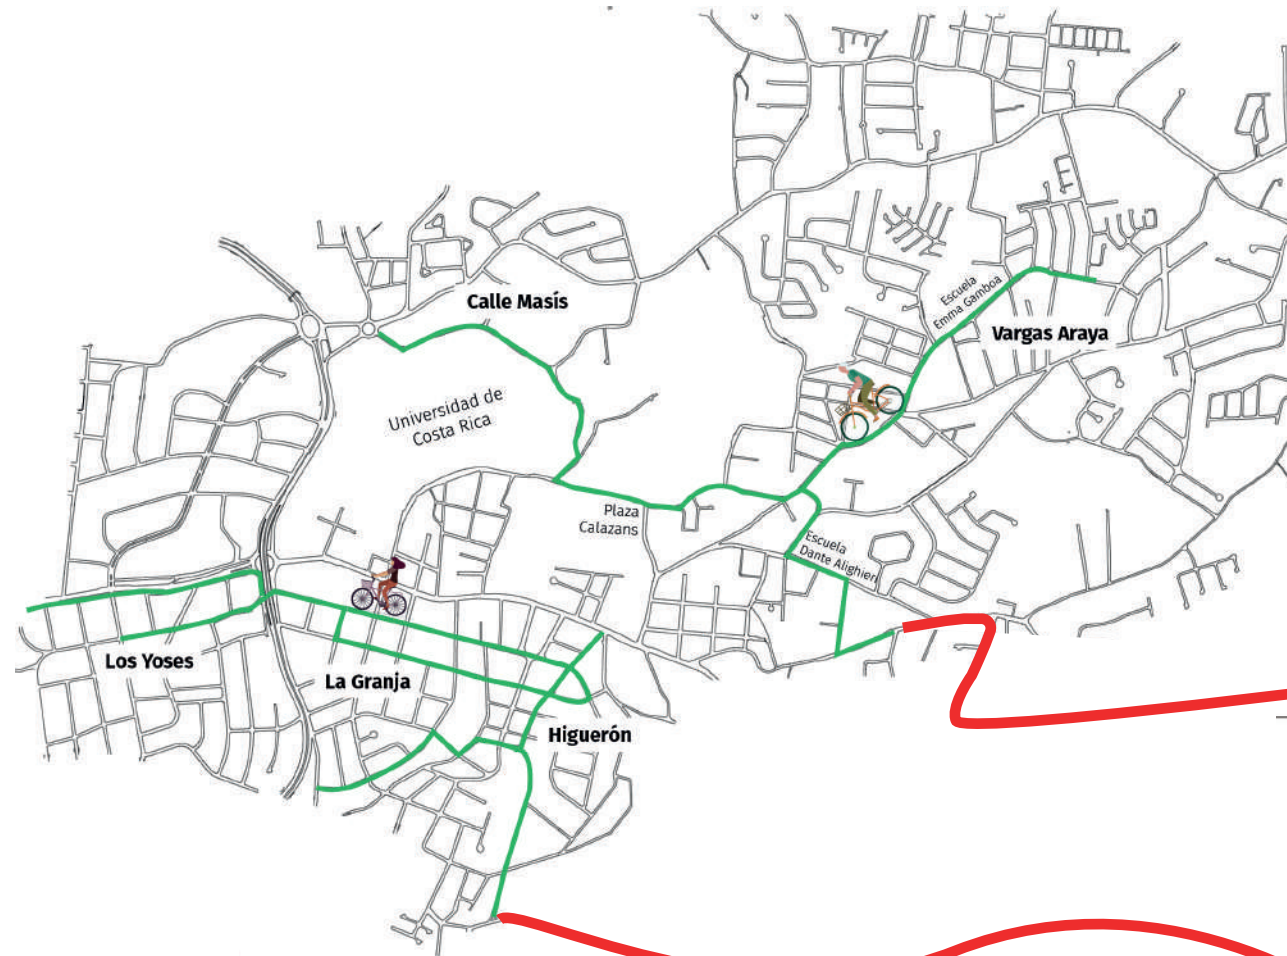 Calle Masís
Escuela
Emma Gamboa
Vargas Araya
Universidad de
Costa Rica
Plaza
Calazans
Escuela
Dante Alighieri
Los Yoses
La Granja
Higuerón